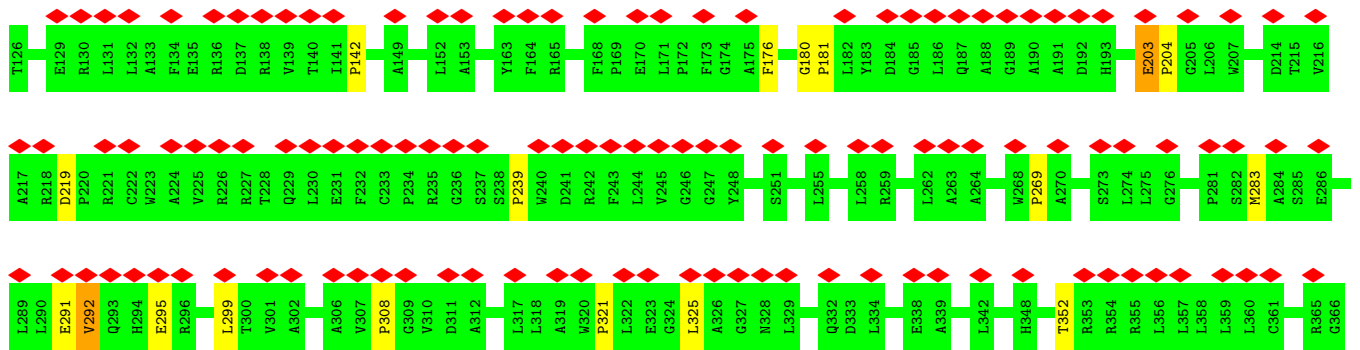 T126 E129 R130 L131 L132 A133 F134 E135 R136 D137 R138 V139 T140 I141 P142 A149 L152 A153 Y163 F164 R165 F168 P169 E170 L171 P172 F173 G174 A175 F176 G180 P181 L182 Y183 D184 G185 L186 Q187 A188 G189 A190 A191 D192 H193 E203 P204 G205 L206 W207 D214 T215 V216
A217 R218 D219 P220 R221 C222 W223 A224 V225 R226 R227 T228 Q229 L230 E231 F232 C233 P234 R235 G236 S237 S238 P239 W240 D241 R242 F243 L244 V245 G246 G247 Y248 S251 L255 L258 R259 L262 A263 A264 W268 P269 A270 S273 L274 L275 G276 P281 S282 M283 A284 S285 E286
L289 L290 E291 V292 Q293 H294 E295 R296 L299 T300 V301 A302 A306 V307 P308 G309 V310 D311 A312 L317 L318 A319 W320 P321 L322 E323 G324 L325 A326 G327 N328 L329 Q332 D333 L334 E338 A339 L342 H348 T352 R353 R354 R355 L356 L357 L358 L359 L360 C361 R365 G366